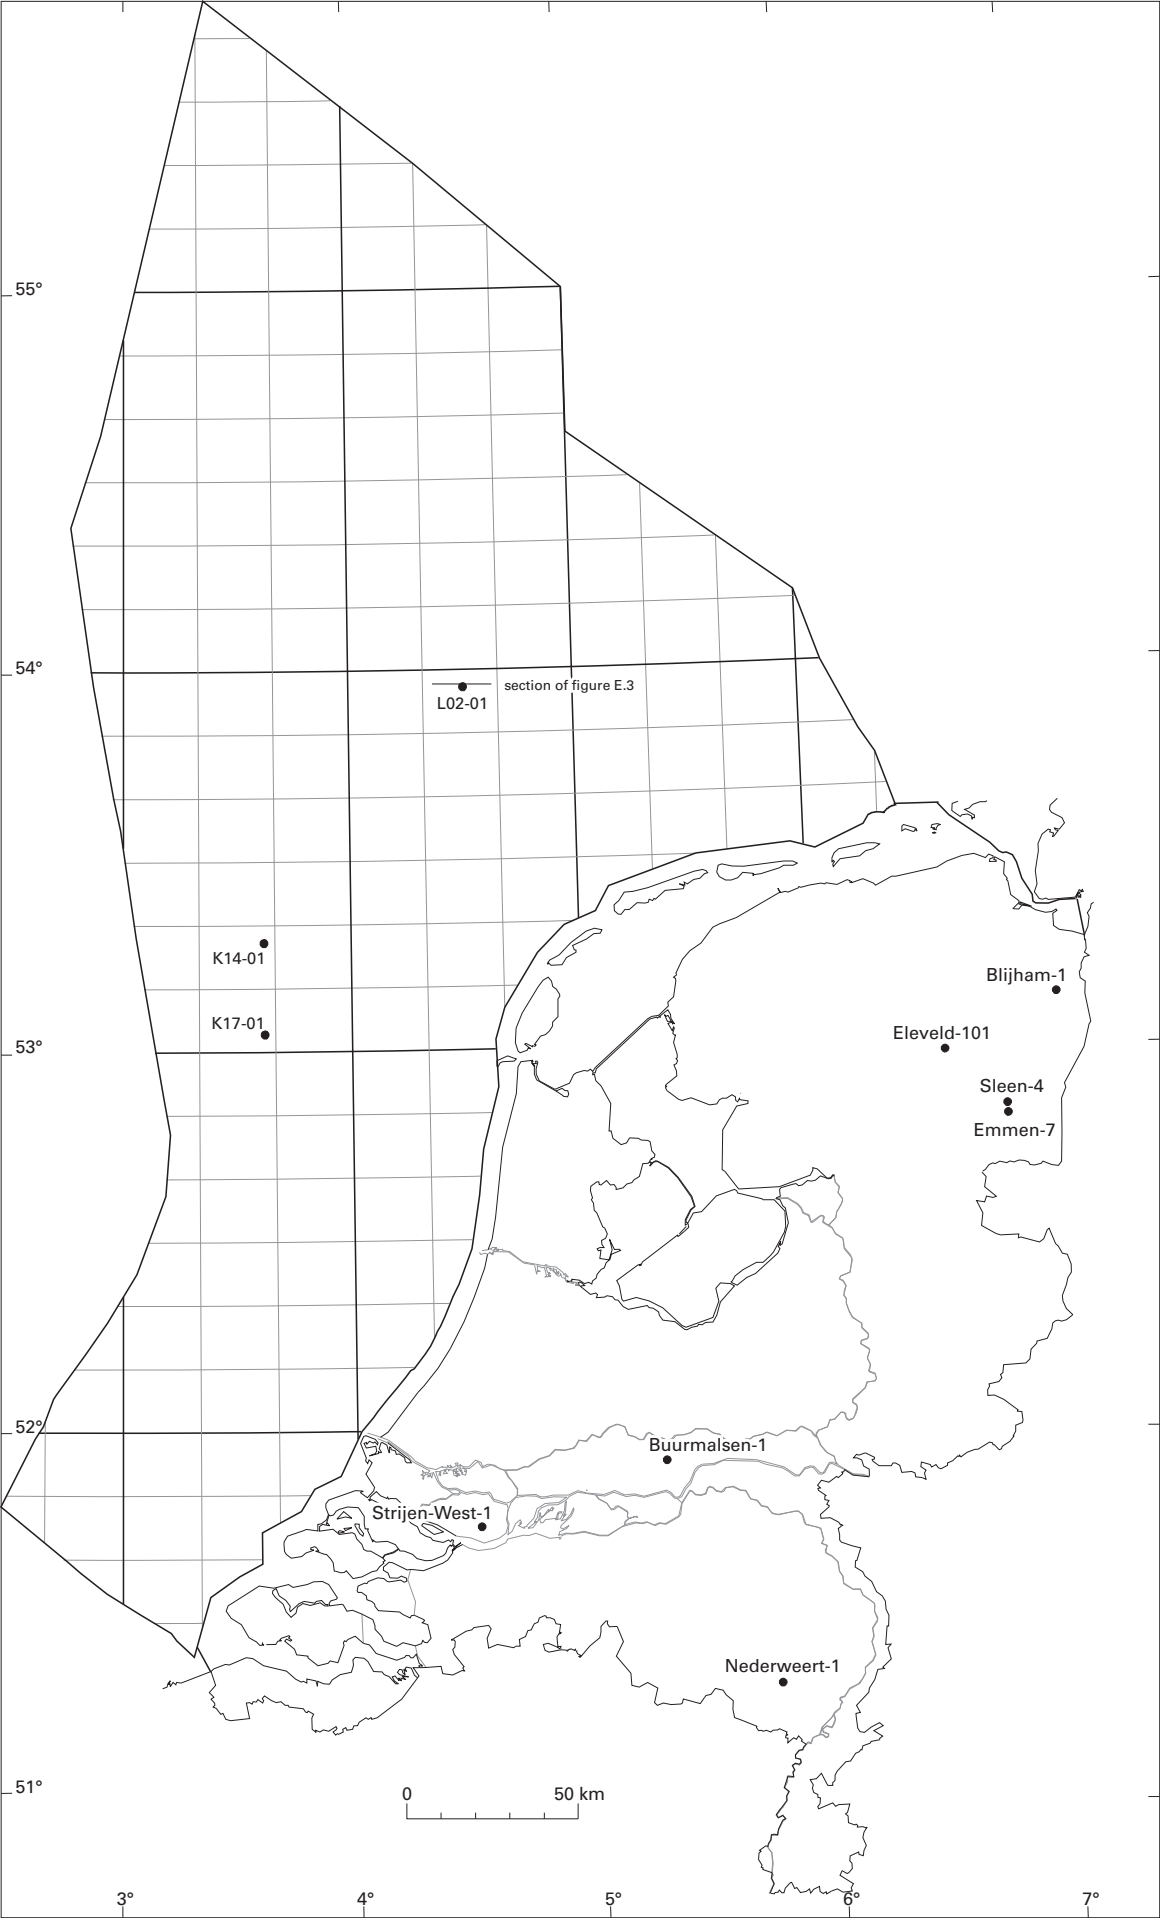 55°
54°
section of figure E.3
L02-01
K14-01
Blijham-1
K17-01
Eleveld-101
53°
Sleen-4
Emmen-7
52°
Buurmalsen-1
Strijen-West-1
Nederweert-1
51°
0 50 km
3° 4° 5° 6° 7°